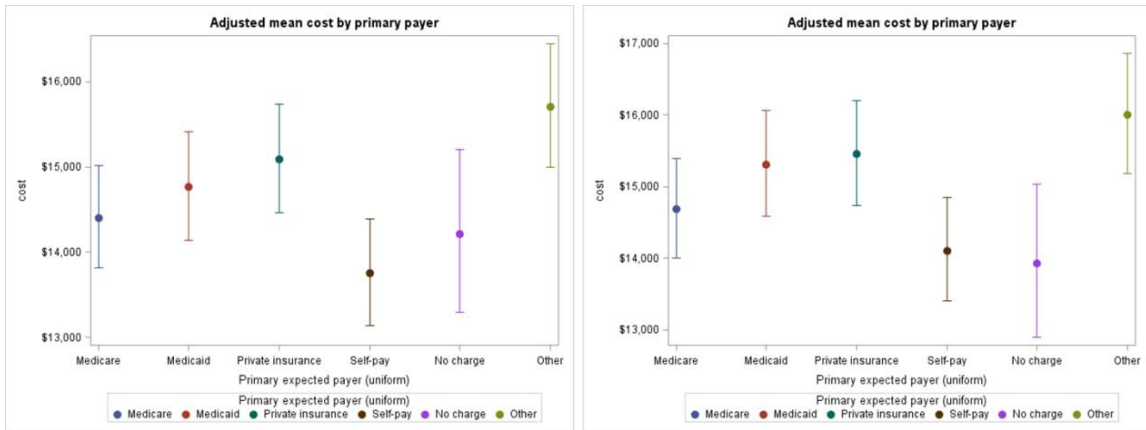 Adjusted mean cost by primary payer
$16,000
$15,000
$14,000
$13,000
cost
Medicare Medicaid Private insurance Self-pay No charge Other
Primary expected payer (uniform)
Primary expected payer (uniform)
Medicare Medicaid Private insurance Self-pay No charge Other
Adjusted mean cost by primary payer
$17,000
$16,000
$15,000
$14,000
$13,000
cost
Medicare Medicaid Private insurance Self-pay No charge Other
Primary expected payer (uniform)
Primary expected payer (uniform)
Medicare Medicaid Private insurance Self-pay No charge Other